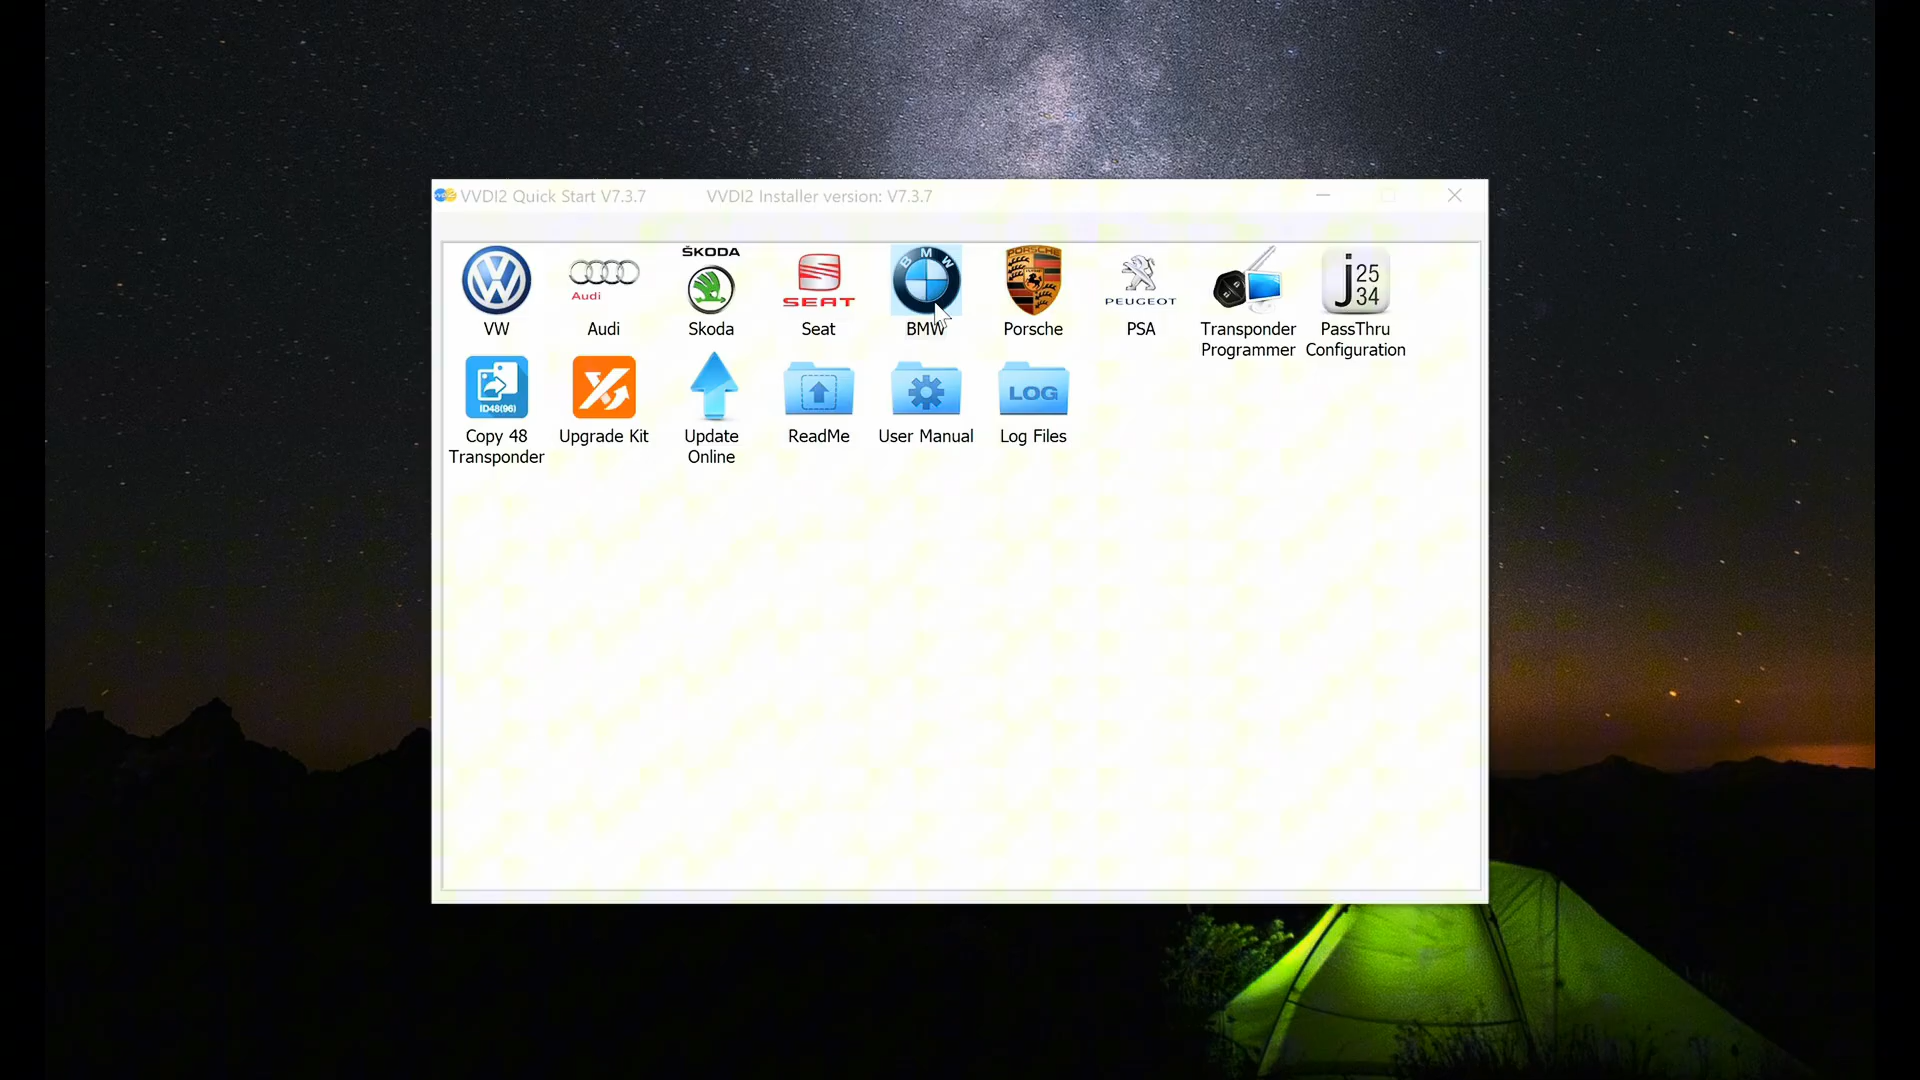 VVDI2 Quick Start V7.3.7 VVDI2 Installer version: V7.3.7
ŠKODA
BMW
PORSCHE
Audi
SEAT
PEUGEOT
j 25 34
VW Audi Skoda Seat BMW Porsche PSA Transponder Programmer PassThru Configuration
ID48(96)
LOG
Copy 48 Transponder Upgrade Kit Update Online ReadMe User Manual Log Files